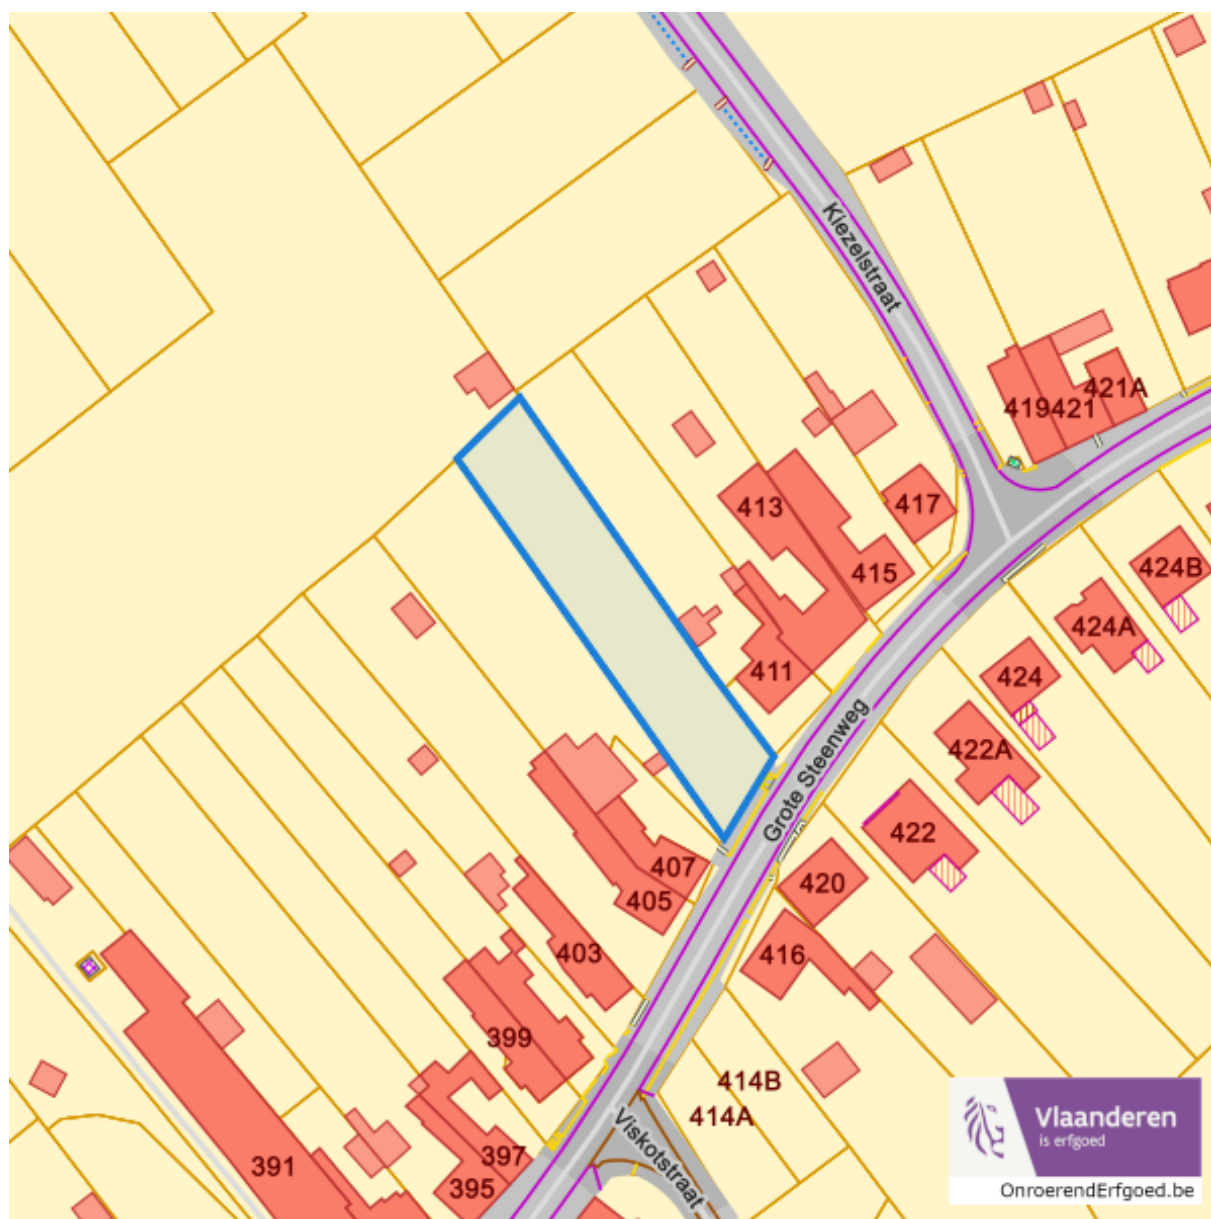 Kiezelstraat
421A
419
421
413
417
415
424B
424A
411
424
Grote Steenweg
422A
422
407
420
405
403
416
399
414B
414A
Viskotstraat
397
391
395
Vlaanderen
is erfgoed
OnroerendErfgoed.be